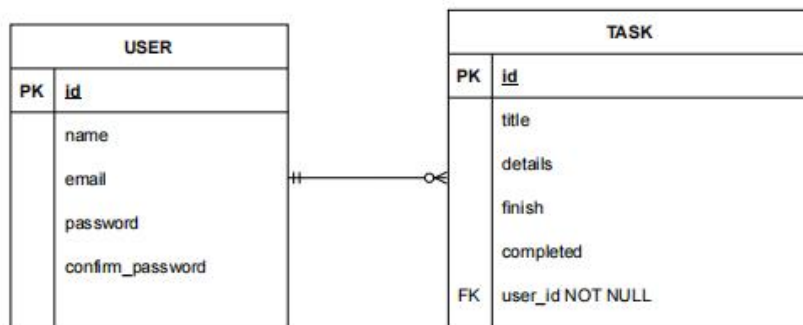 USER
PK id
name
email
password
confirm_password
TASK
PK id
title
details
finish
completed
FK user_id NOT NULL